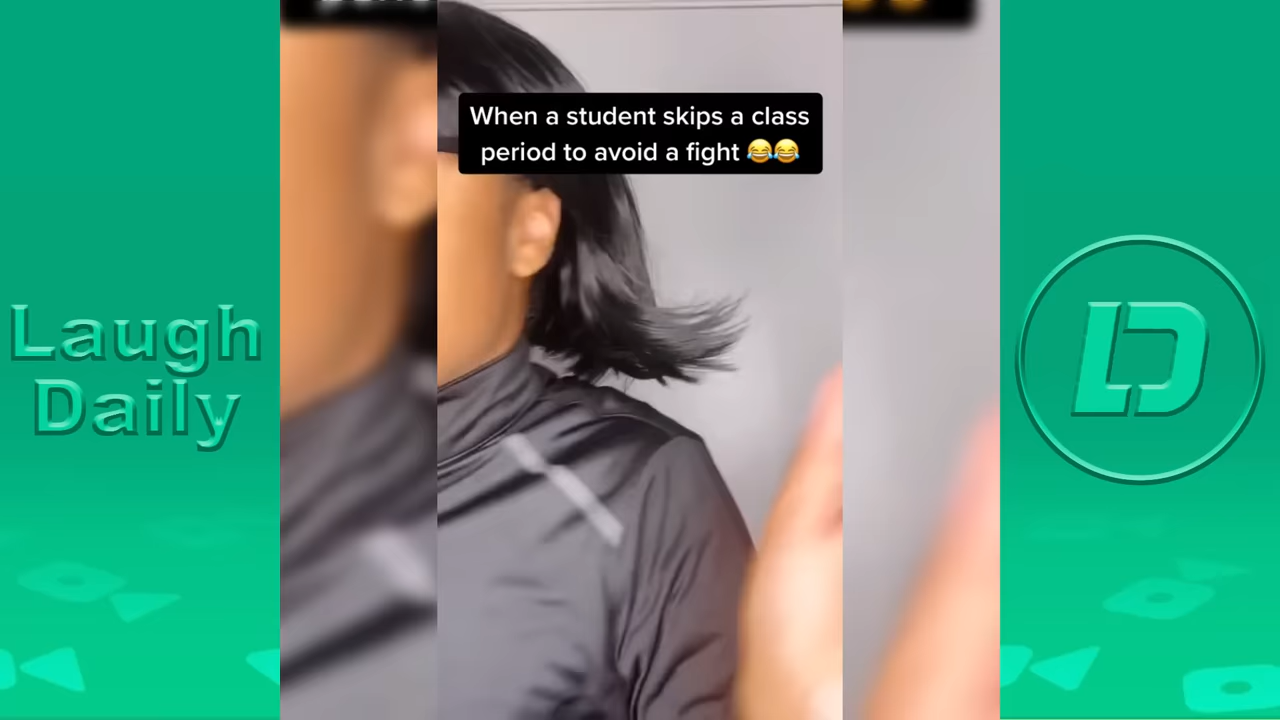 When a student skips a class
period to avoid a fight 😂😂
Laugh
Daily
LD